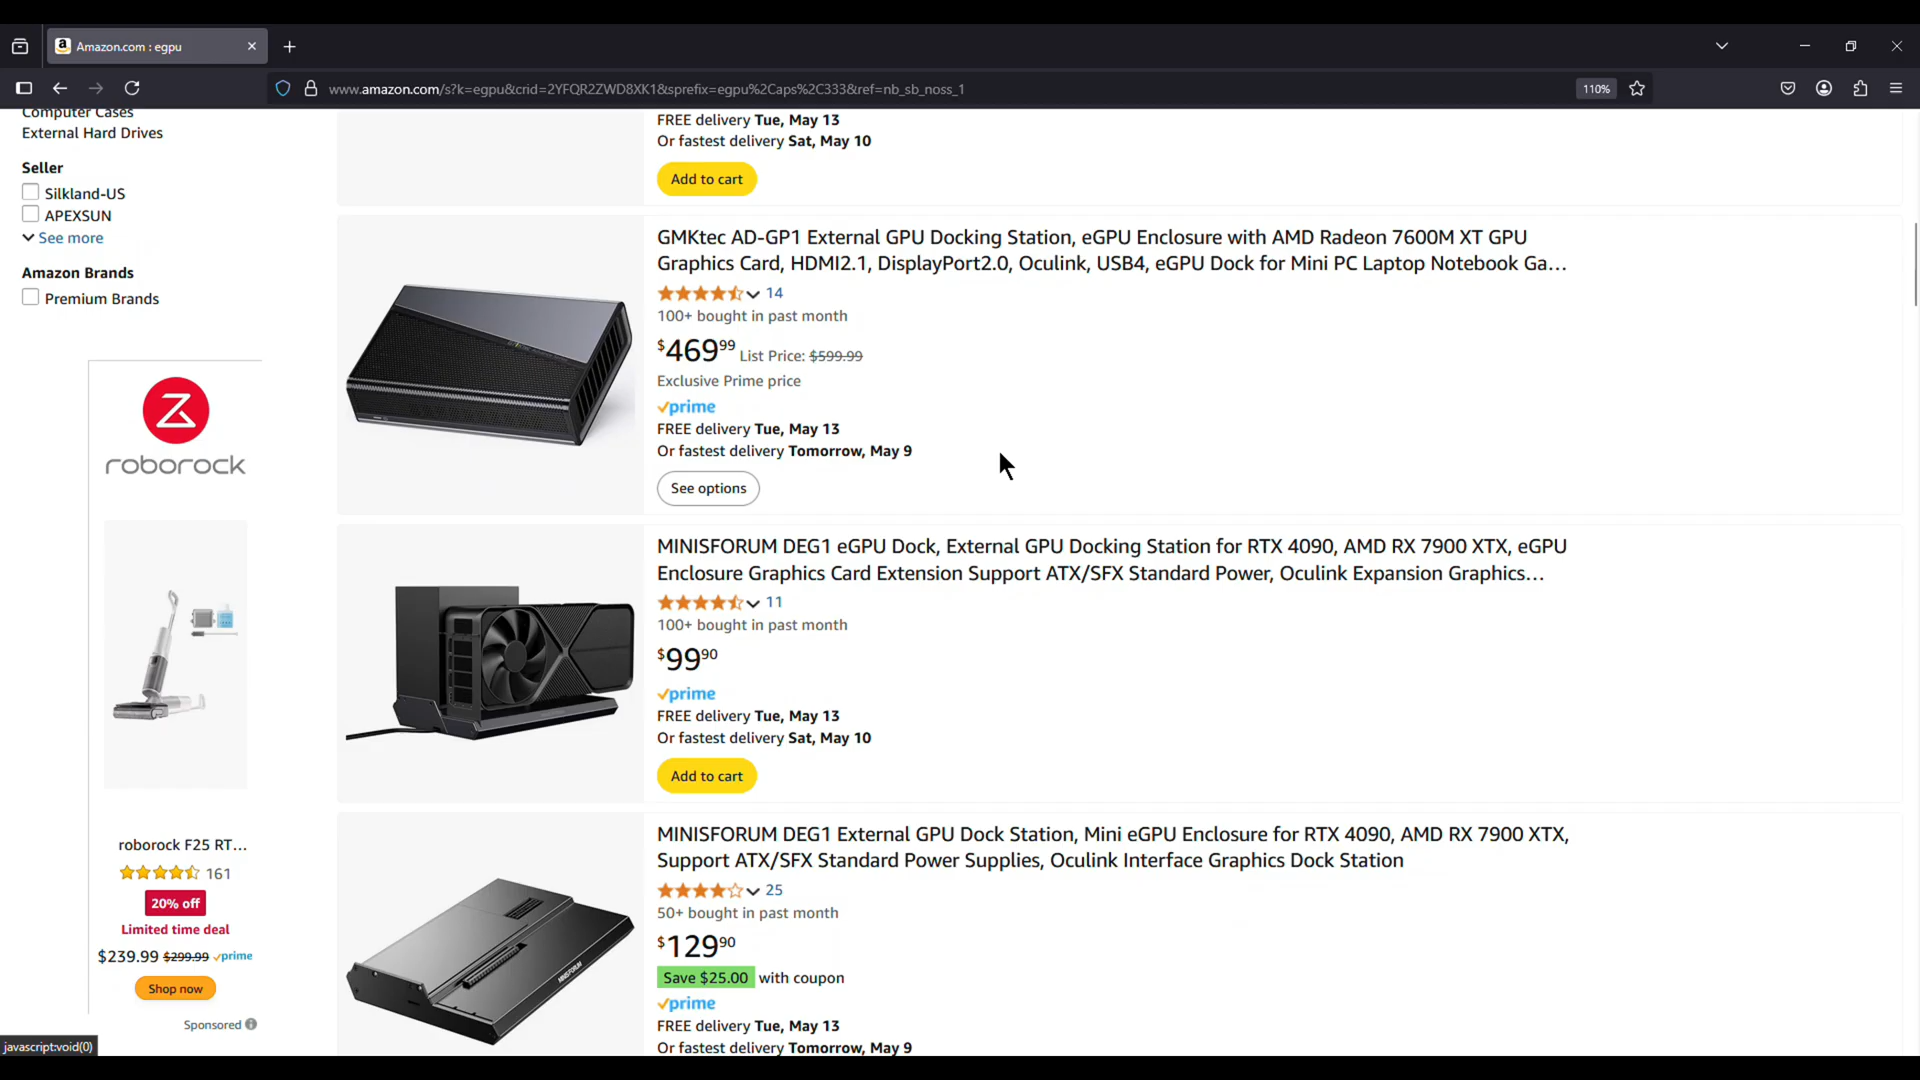 Amazon.com : egpu
www.amazon.com/s?k=egpu&crid=2YFQR2ZWD8XK1&sprefix=egpu%2Caps%2C333&ref=nb_sb_noss_1
110%
Computer Cases
External Hard Drives
Seller
Silkland-US
APEXSUN
See more
Amazon Brands
Premium Brands
roborock
roborock F25 RT...
161
20% off
Limited time deal
$239.99 $299.99 prime
Shop now
Sponsored
javascript:void(0)
FREE delivery Tue, May 13
Or fastest delivery Sat, May 10
Add to cart
GMKtec AD-GP1 External GPU Docking Station, eGPU Enclosure with AMD Radeon 7600M XT GPU
Graphics Card, HDMI2.1, DisplayPort2.0, Oculink, USB4, eGPU Dock for Mini PC Laptop Notebook Ga...
14
100+ bought in past month
$469.99 List Price: $599.99
Exclusive Prime price
prime
FREE delivery Tue, May 13
Or fastest delivery Tomorrow, May 9
See options
MINISFORUM DEG1 eGPU Dock, External GPU Docking Station for RTX 4090, AMD RX 7900 XTX, eGPU
Enclosure Graphics Card Extension Support ATX/SFX Standard Power, Oculink Expansion Graphics...
11
100+ bought in past month
$99.90
prime
FREE delivery Tue, May 13
Or fastest delivery Sat, May 10
Add to cart
MINISFORUM DEG1 External GPU Dock Station, Mini eGPU Enclosure for RTX 4090, AMD RX 7900 XTX,
Support ATX/SFX Standard Power Supplies, Oculink Interface Graphics Dock Station
25
50+ bought in past month
$129.90
Save $25.00 with coupon
prime
FREE delivery Tue, May 13
Or fastest delivery Tomorrow, May 9
MINISFORUM